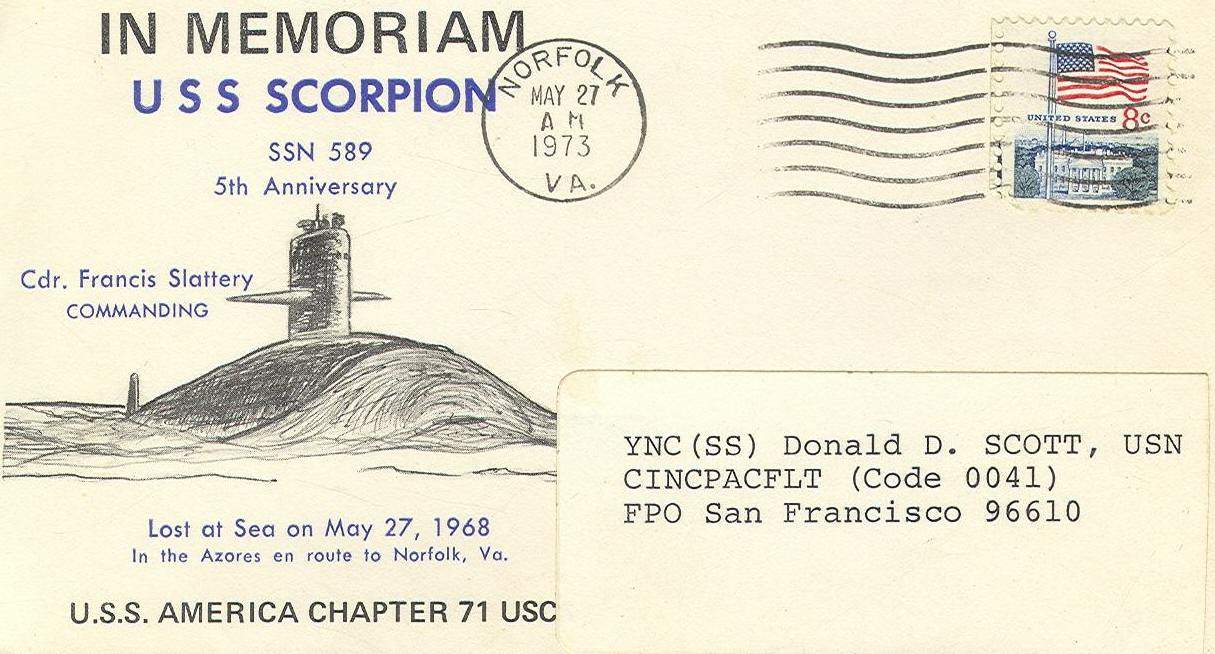 IN MEMORIAM
USS SCORPION
SSN 589
5th Anniversary
Cdr. Francis Slattery
COMMANDING
Lost at Sea on May 27, 1968
In the Azores en route to Norfolk, Va.
U.S.S. AMERICA CHAPTER 71 USC
NORFOLK
MAY 27
AM
1973
VA.
UNITED STATES 8c
YNC(SS) Donald D. SCOTT, USN
CINCPACFLT (Code 0041)
FPO San Francisco 96610